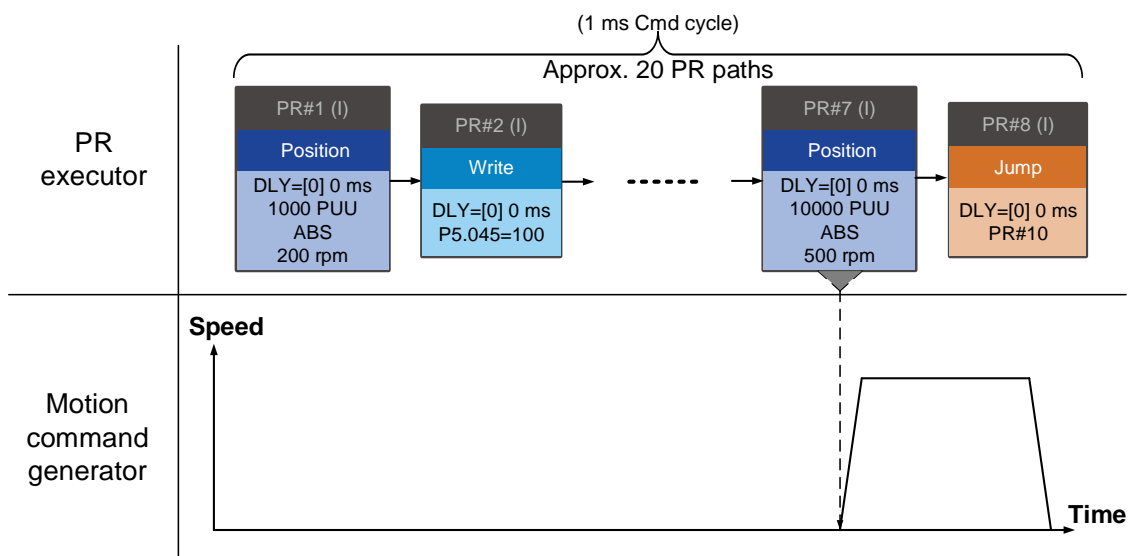 (1 ms Cmd cycle)
Approx. 20 PR paths
PR
executor
PR#1 (I)
Position
DLY=[0] 0 ms
1000 PUU
ABS
200 rpm
PR#2 (I)
Write
DLY=[0] 0 ms
P5.045=100
PR#7 (I)
Position
DLY=[0] 0 ms
10000 PUU
ABS
500 rpm
PR#8 (I)
Jump
DLY=[0] 0 ms
PR#10
Motion
command
generator
Speed
Time